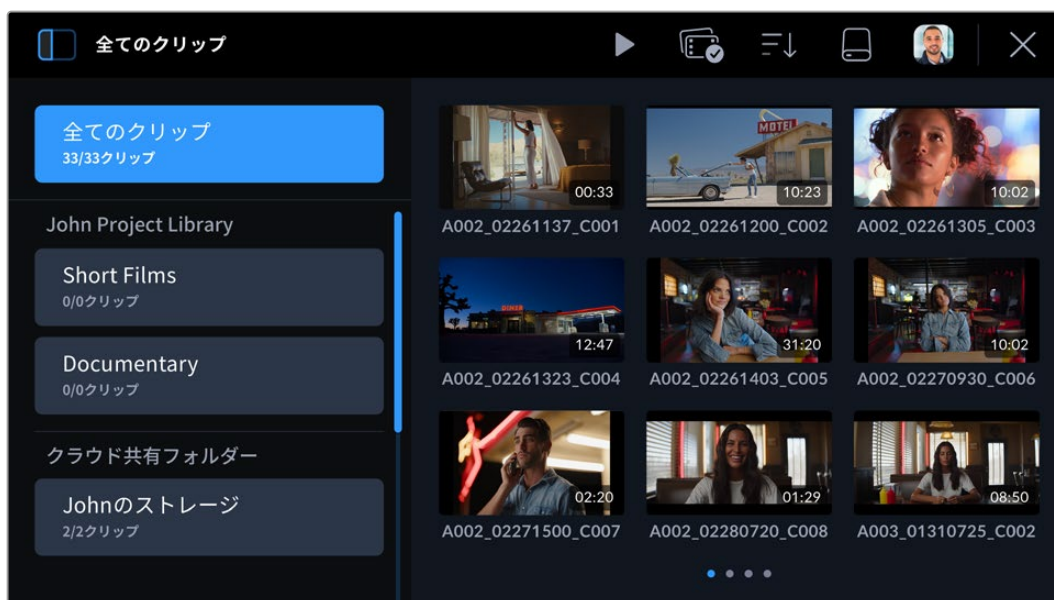 全てのクリップ
全てのクリップ
33/33クリップ
John Project Library
Short Films
0/0クリップ
Documentary
0/0クリップ
クラウド共有フォルダー
Johnのストレージ
2/2クリップ
00:33
MOTEL
10:23
10:02
A002_02261137_C001
A002_02261200_C002
A002_02261305_C003
DINER
12:47
31:20
10:02
A002_02261323_C004
A002_02261403_C005
A002_02270930_C006
02:20
01:29
08:50
A002_02271500_C007
A002_02280720_C008
A003_01310725_C002